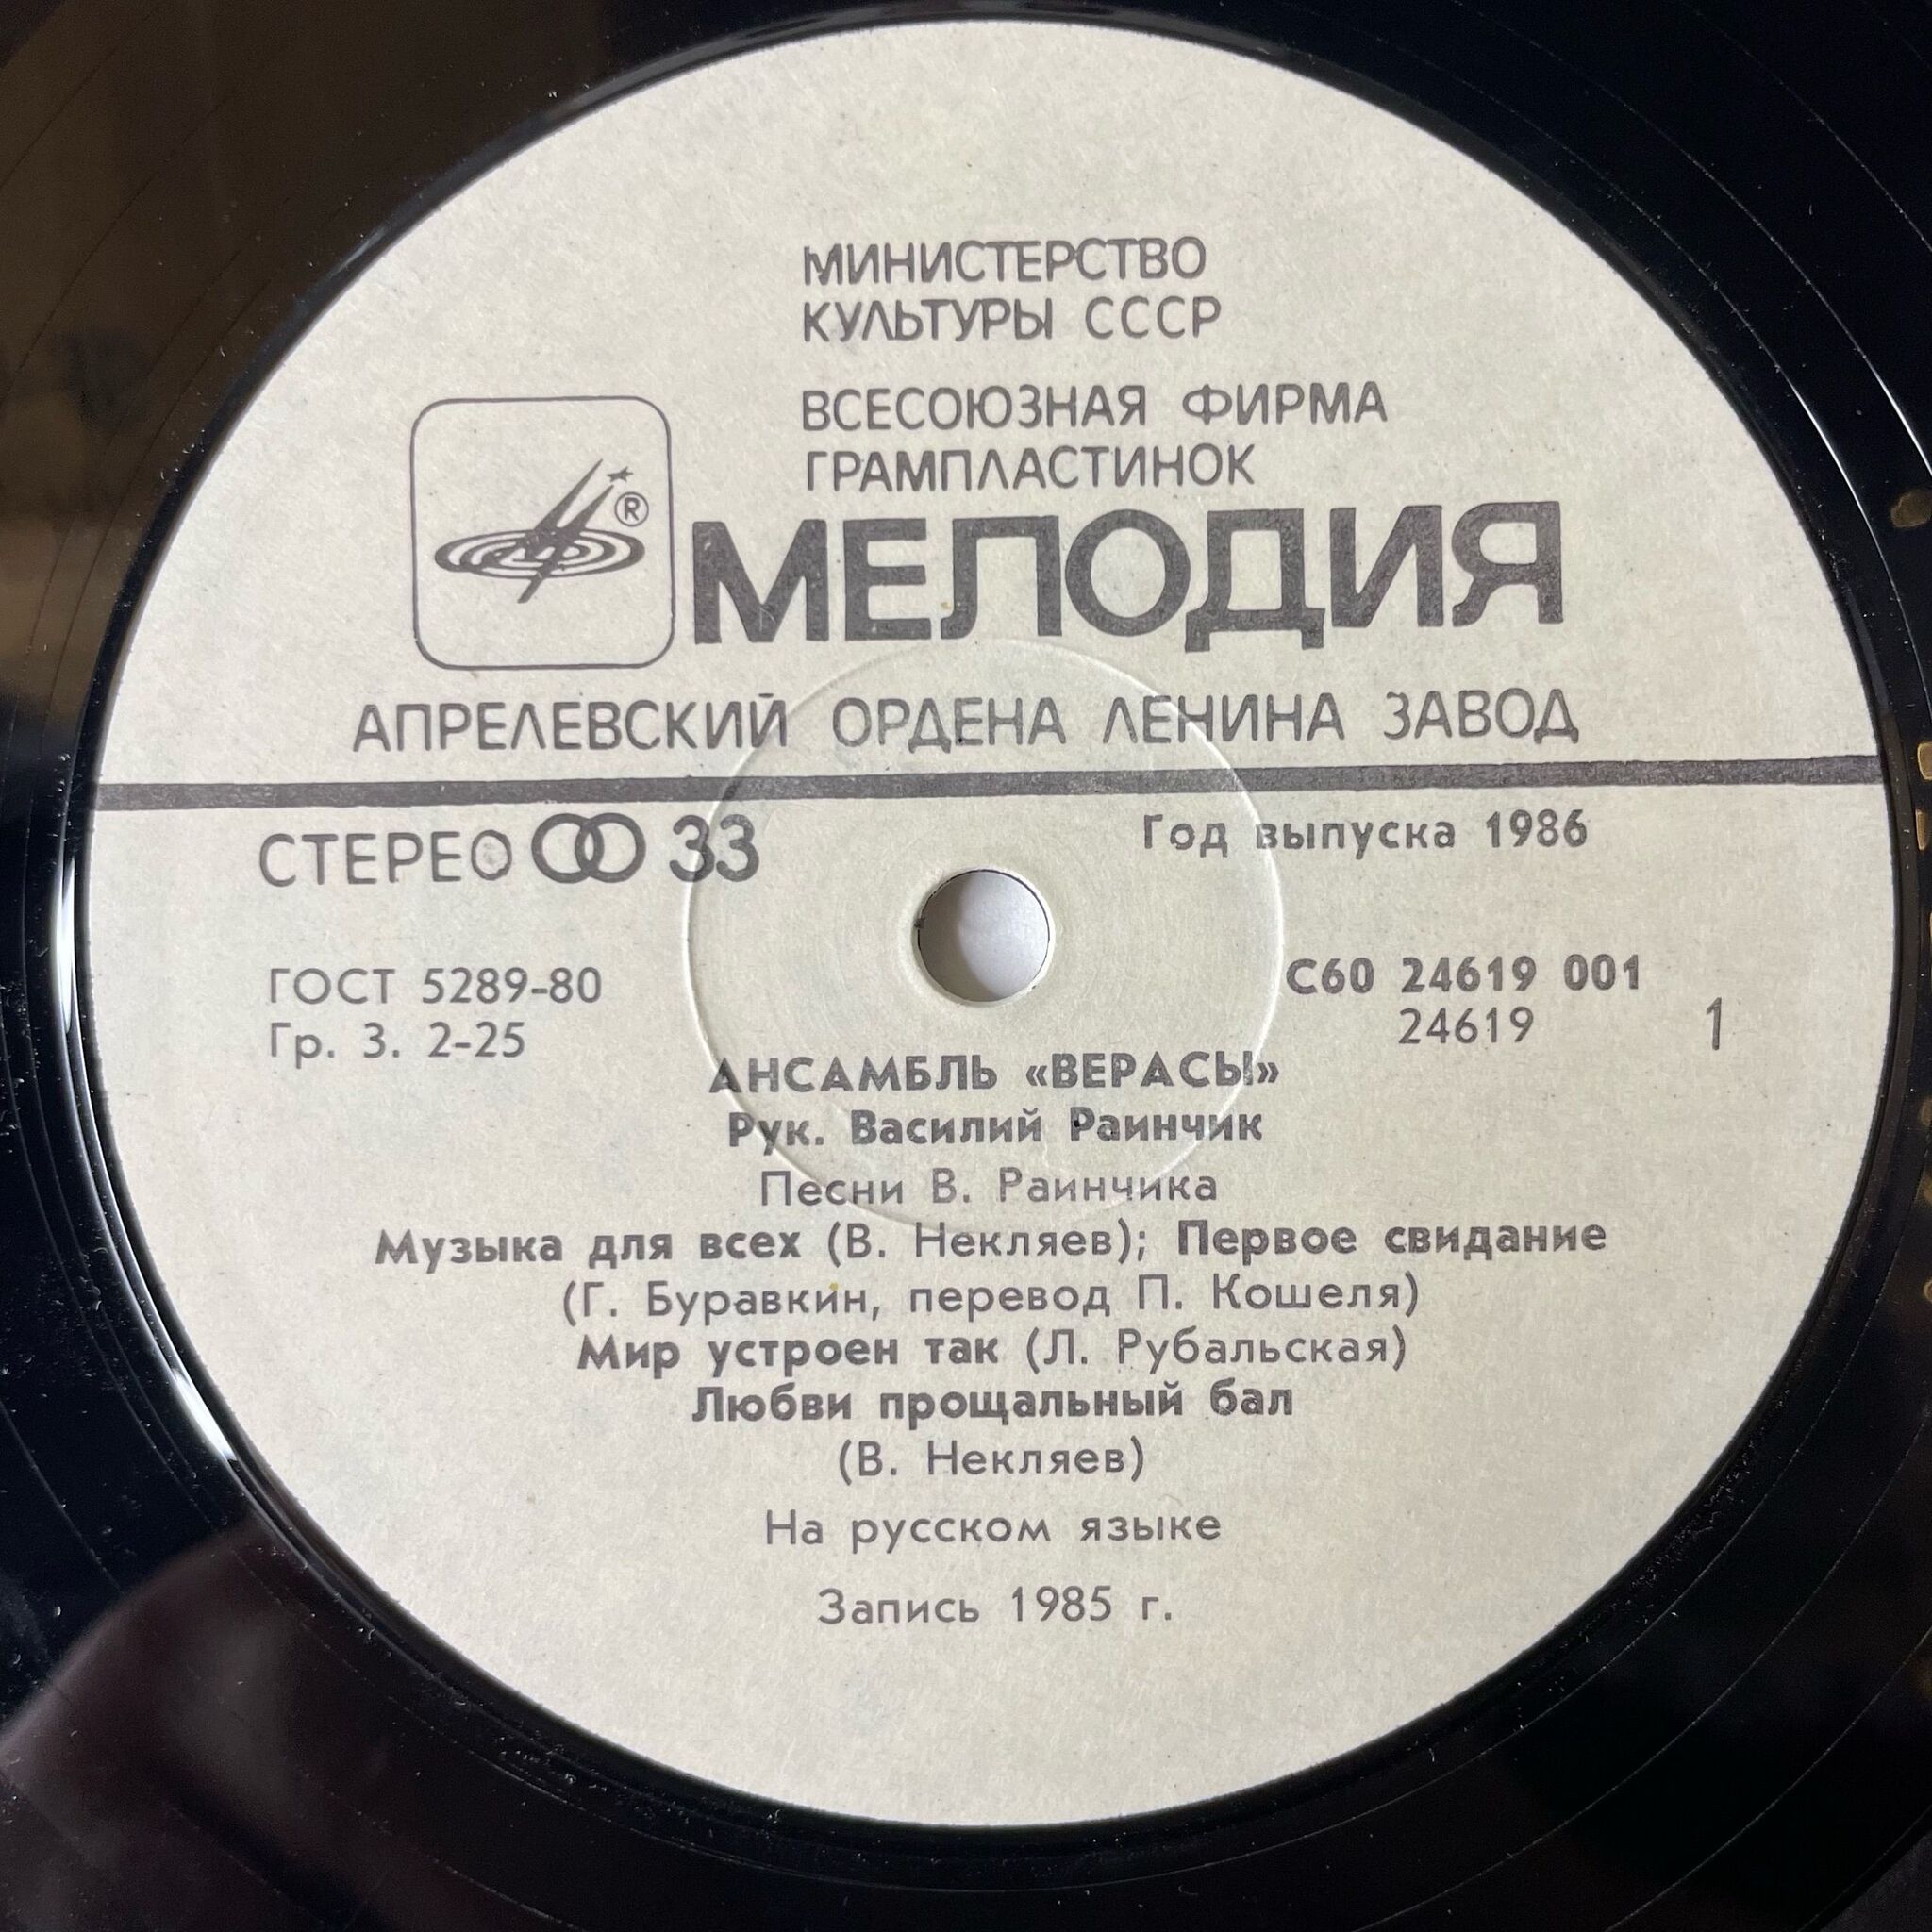 МИНИСТЕРСТВО
КУЛЬТУРЫ СССР
ВСЕСОЮЗНАЯ ФИРМА
ГРАМПЛАСТИНОК
® МЕЛОДИЯ
АПРЕЛЕВСКИЙ ОРДЕНА ЛЕНИНА ЗАВОД
СТЕРЕО 33
Год выпуска 1986
ГОСТ 5289-80
Гр. 3. 2-25
С60 24619 001
24619
1
АНСАМБЛЬ «ВЕРАСЫ»
Рук. Василий Раинчик
Песни В. Раинчика
Музыка для всех (В. Некляев); Первое свидание
(Г. Буравкин, перевод П. Кошеля)
Мир устроен так (Л. Рубальская)
Любви прощальный бал
(В. Некляев)
На русском языке
Запись 1985 г.